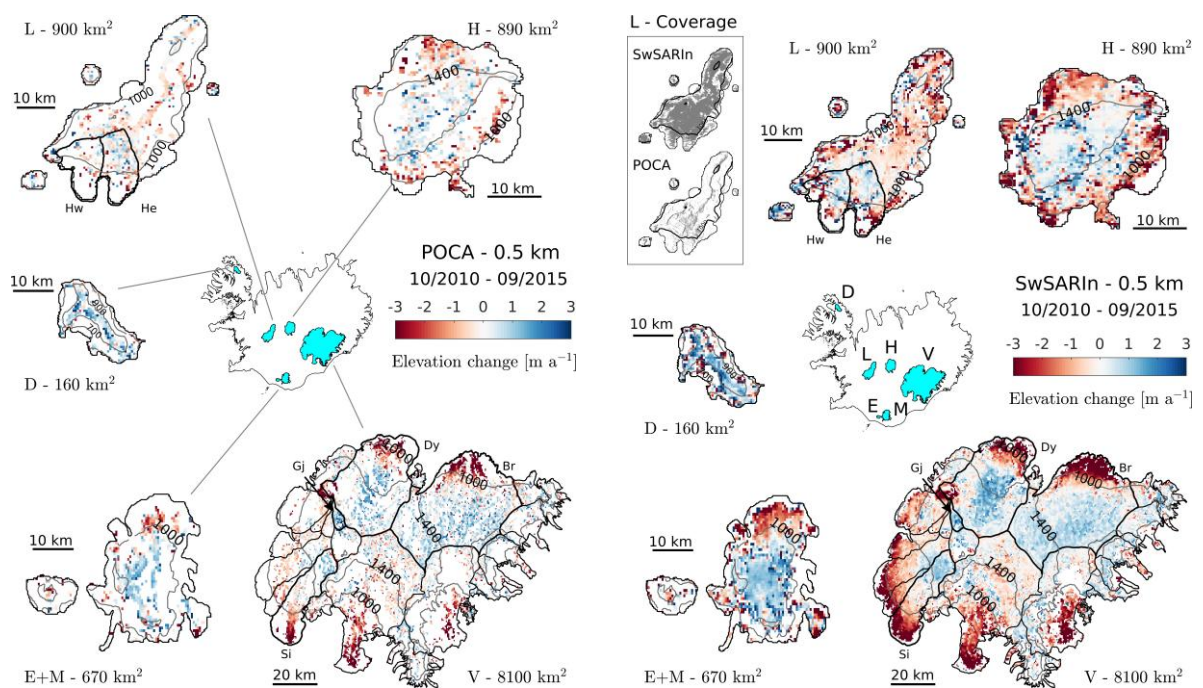 L - 900 km²
H - 890 km²
1400
1000
1000
1000
10 km
10 km
Hw
He
POCA - 0.5 km
10/2010 - 09/2015
-3 -2 -1 0 1 2 3
Elevation change [m a⁻¹]
10 km
D - 160 km²
10 km
1000
E+M - 670 km²
Gj
Dy
Br
1000
1000
1400
1400
1000
Si
20 km
V - 8100 km²
L - Coverage
SwSARIn
POCA
L - 900 km²
H - 890 km²
1400
1000
1000
1000
10 km
10 km
Hw
He
SwSARIn - 0.5 km
10/2010 - 09/2015
-3 -2 -1 0 1 2 3
Elevation change [m a⁻¹]
10 km
D - 160 km²
D
L
H
V
E
M
10 km
1000
E+M - 670 km²
Gj
Dy
Br
1000
1000
1400
1400
1000
Si
20 km
V - 8100 km²